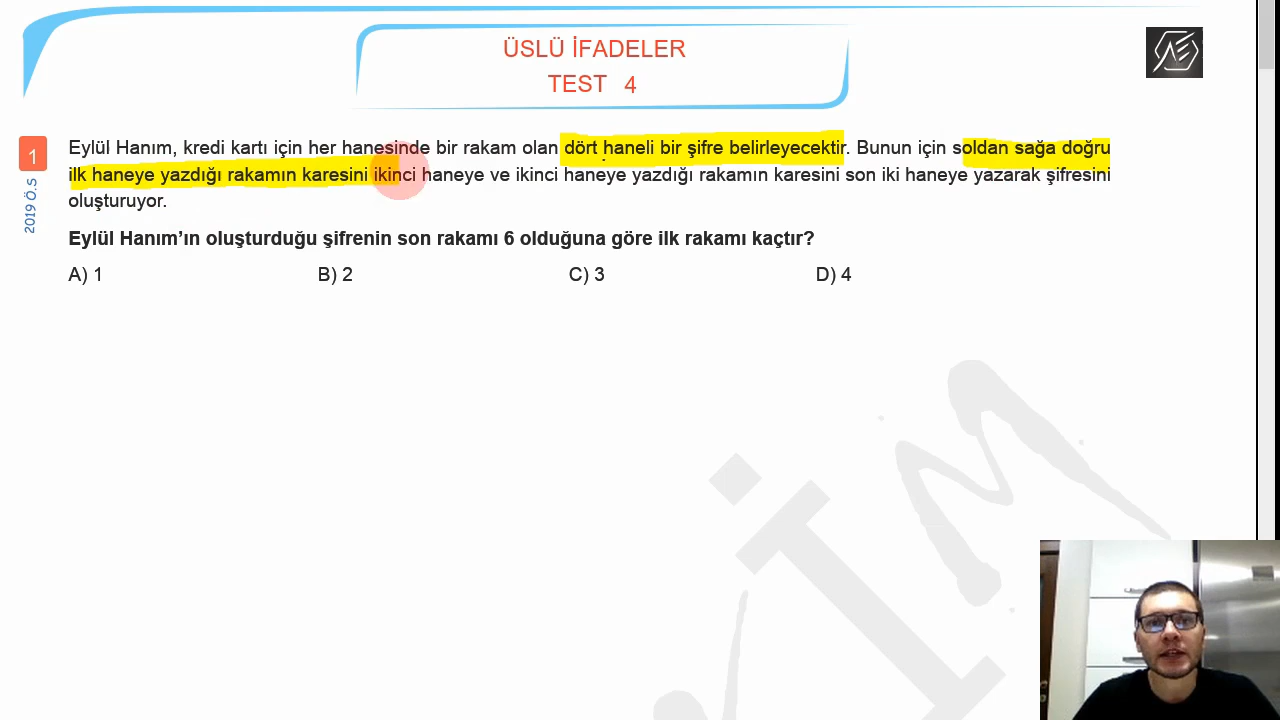 ÜSLÜ İFADELER
TEST 4
1
2019 Ö.S
Eylül Hanım, kredi kartı için her hanesinde bir rakam olan dört haneli bir şifre belirleyecektir. Bunun için soldan sağa doğru
ilk haneye yazdığı rakamın karesini ikinci haneye ve ikinci haneye yazdığı rakamın karesini son iki haneye yazarak şifresini
oluşturuyor.
Eylül Hanım’ın oluşturduğu şifrenin son rakamı 6 olduğuna göre ilk rakamı kaçtır?
A) 1 B) 2 C) 3 D) 4